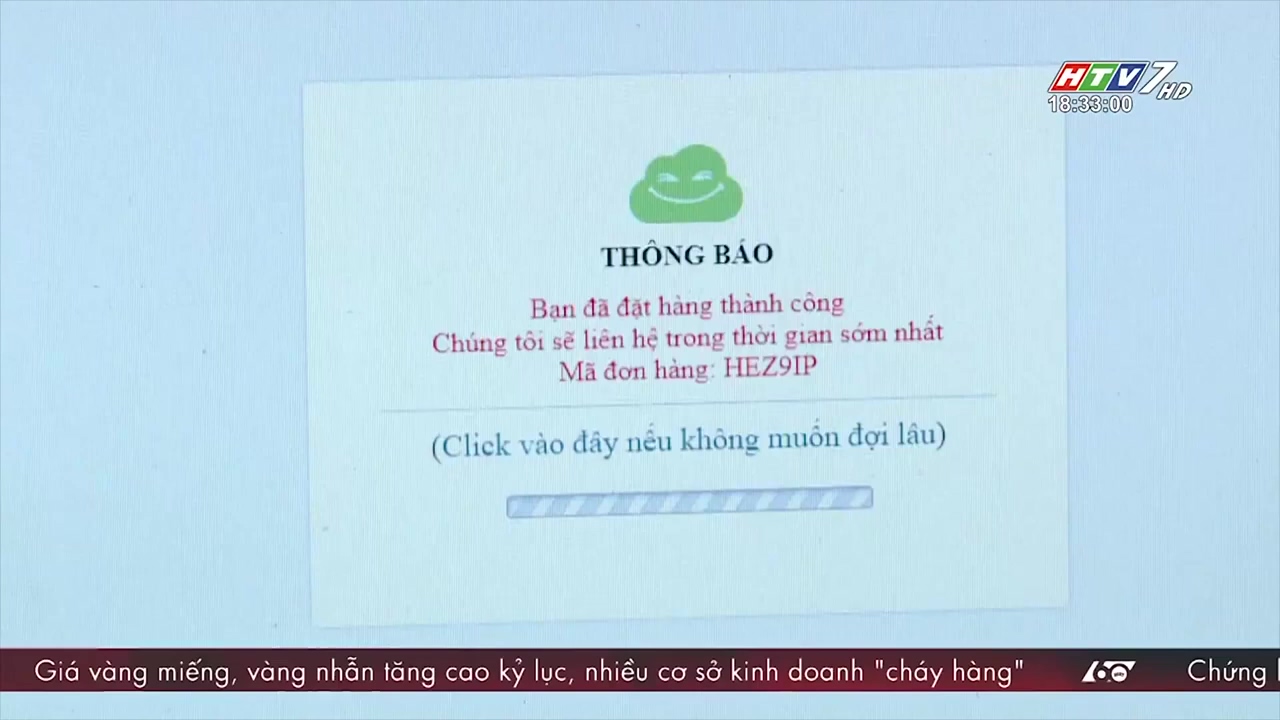 HTV7 HD
18:33:00
THÔNG BÁO
Bạn đã đặt hàng thành công
Chúng tôi sẽ liên hệ trong thời gian sớm nhất
Mã đơn hàng: HEZ9IP
(Click vào đây nếu không muốn đợi lâu)
Giá vàng miếng, vàng nhẫn tăng cao kỷ lục, nhiều cơ sở kinh doanh "cháy hàng" 60 Chứng